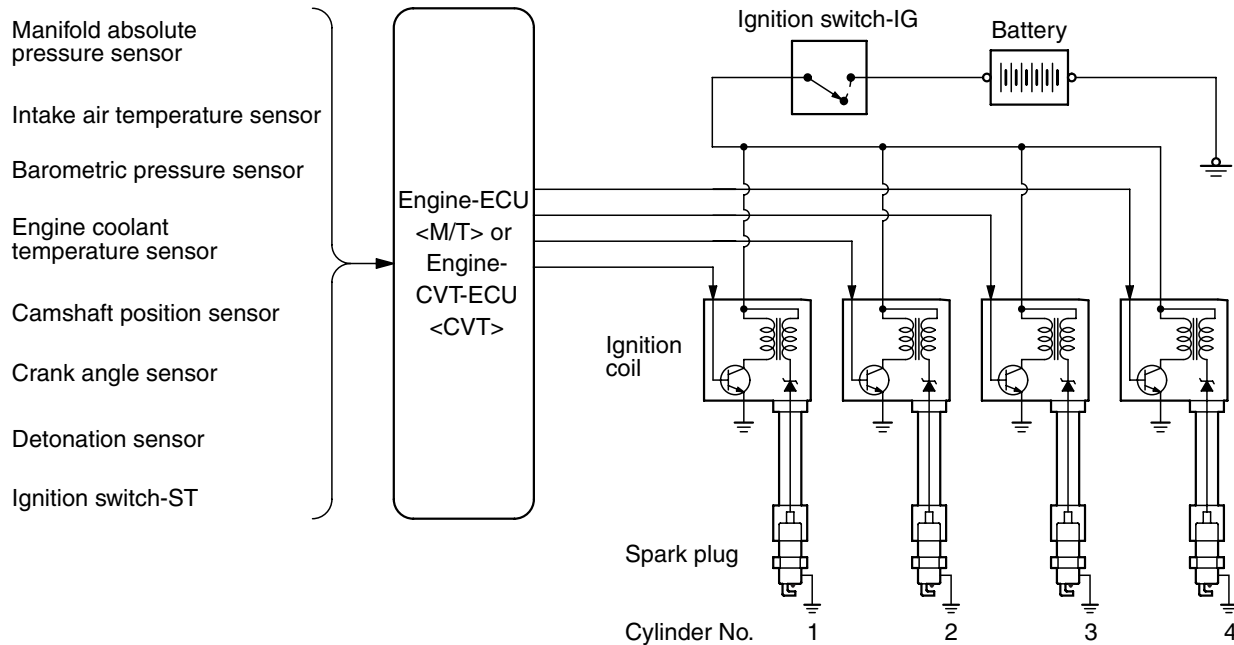 Manifold absolute
pressure sensor
Intake air temperature sensor
Barometric pressure sensor
Engine coolant
temperature sensor
Camshaft position sensor
Crank angle sensor
Detonation sensor
Ignition switch-ST
Engine-ECU
<M/T> or
Engine-
CVT-ECU
<CVT>
Ignition switch-IG
Battery
Ignition
coil
Spark plug
Cylinder No. 1 2 3 4